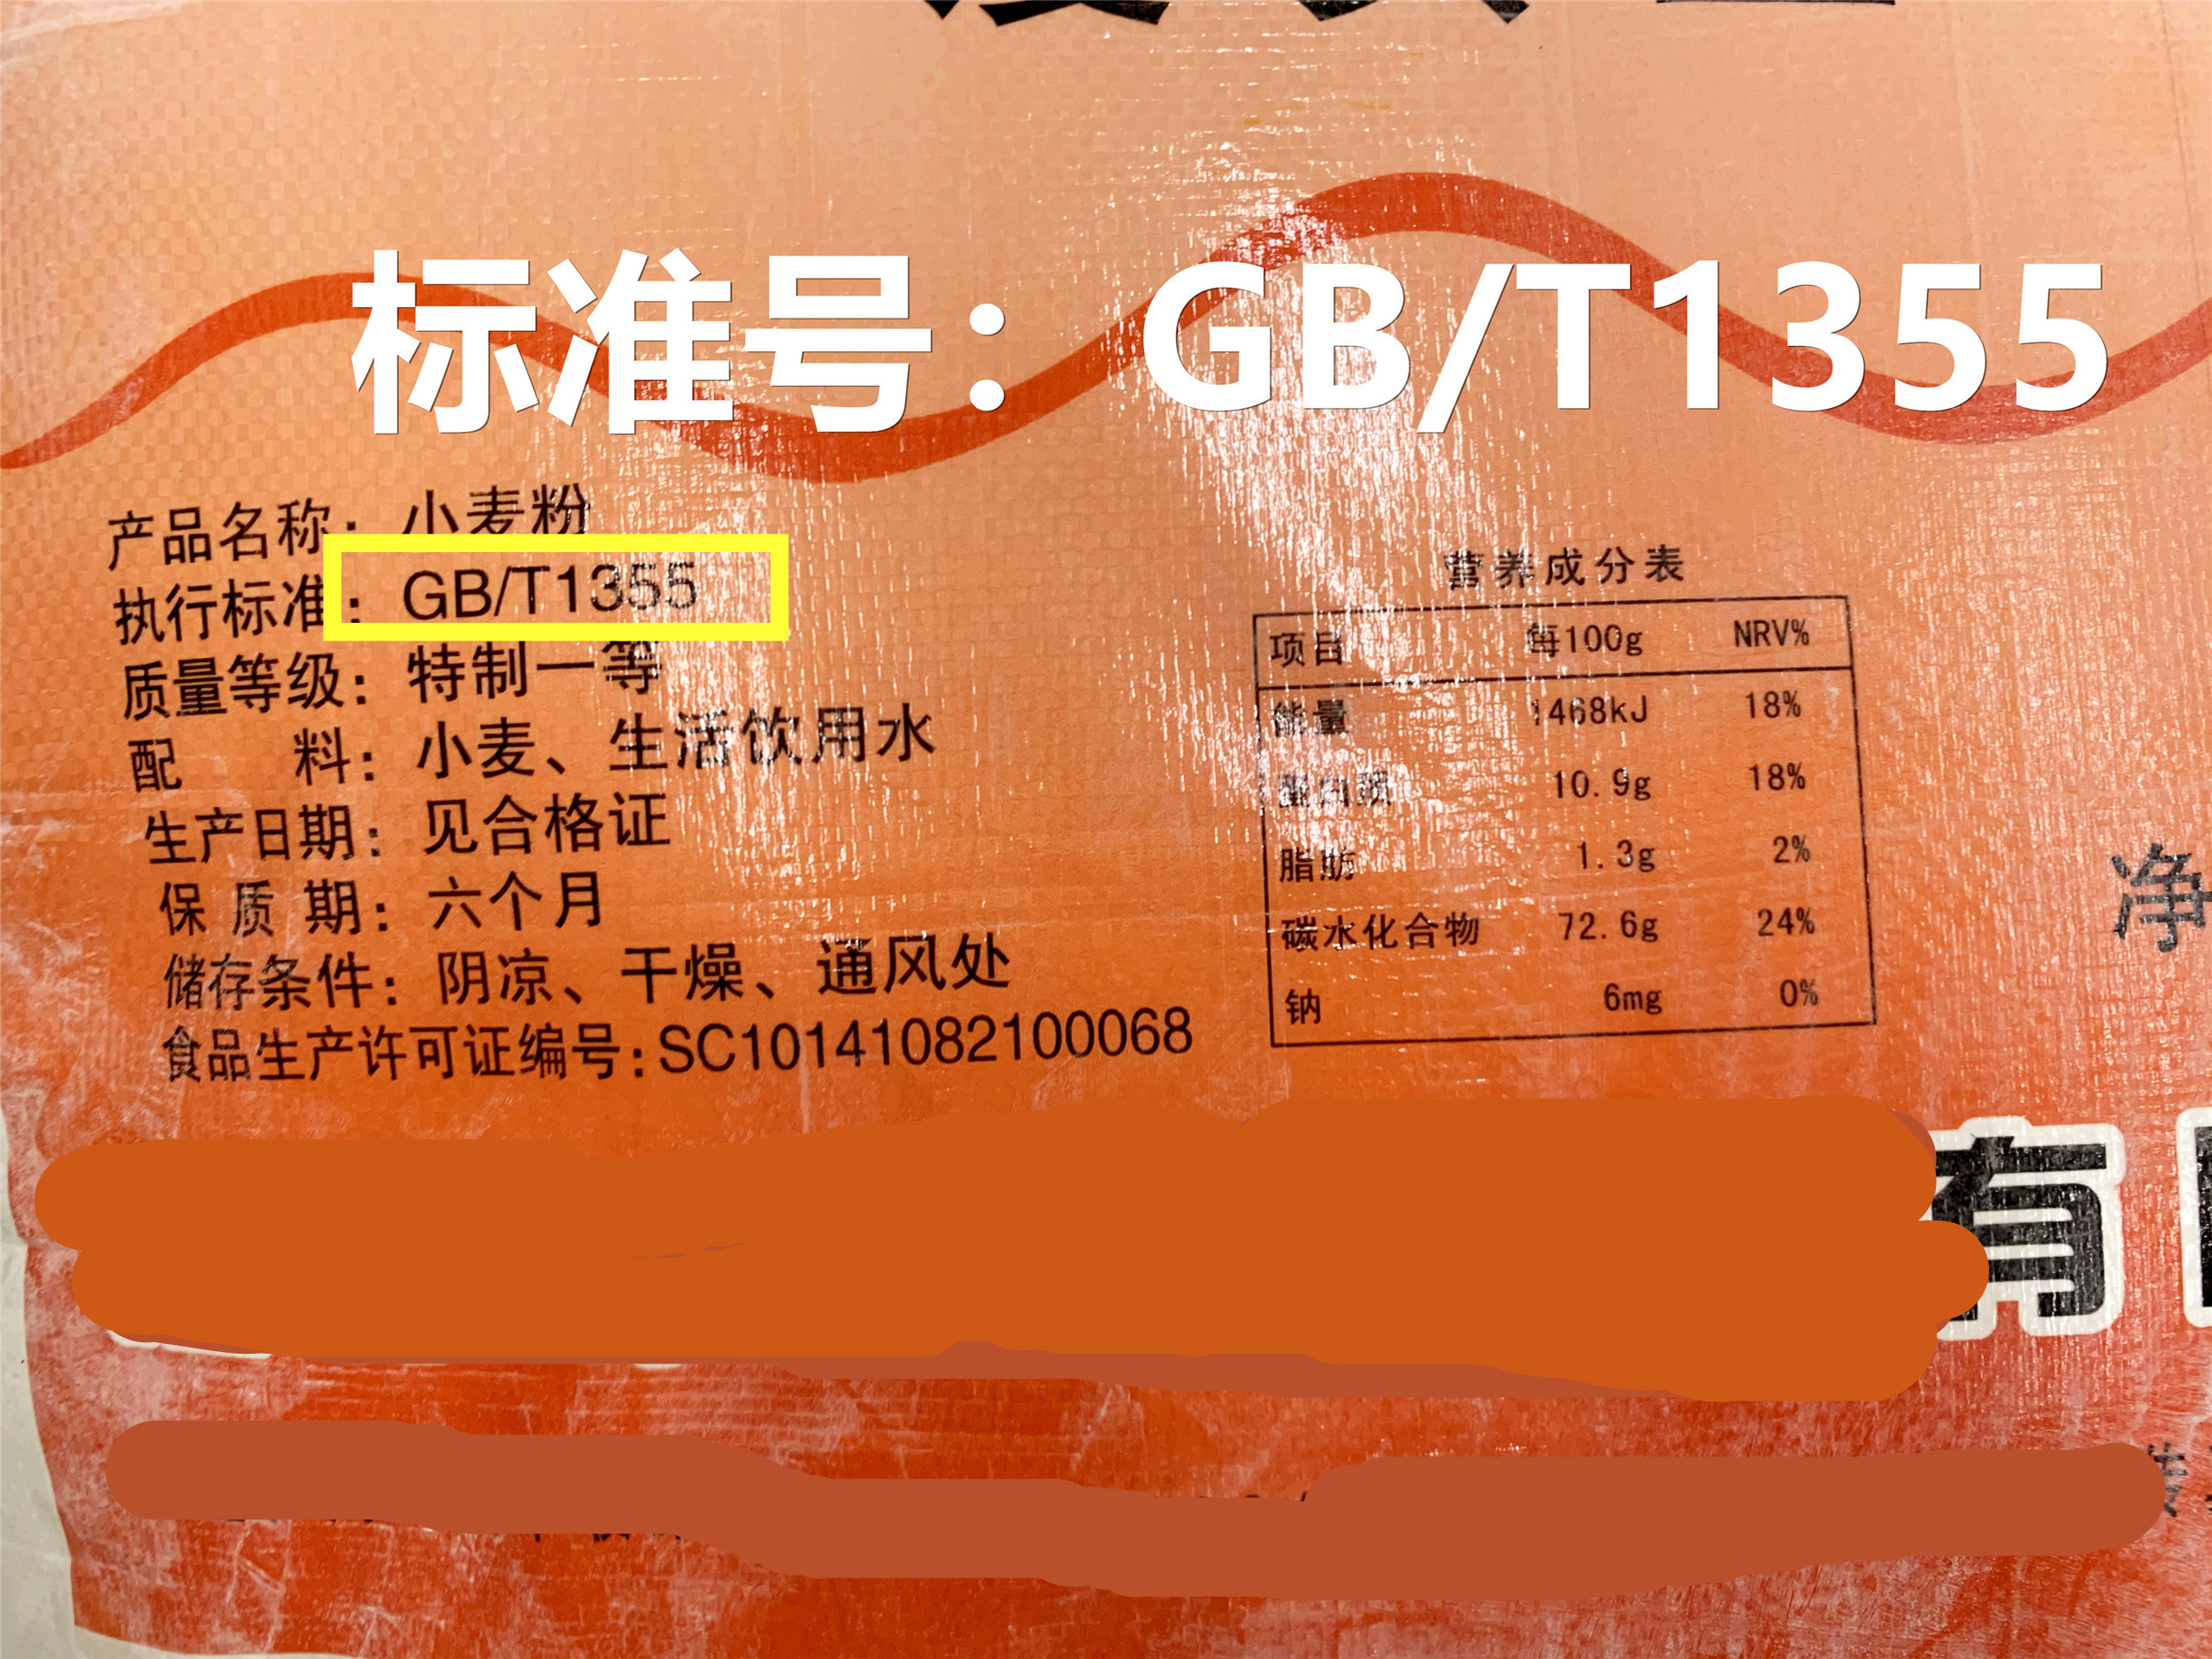 标准号：GB/T1355
产品名称：小麦粉
执行标准：GB/T1355
质量等级：特制一等
配 料：小麦、生活饮用水
生产日期：见合格证
保 质 期：六个月
储存条件：阴凉、干燥、通风处
食品生产许可证编号：SC10141082100068
营养成分表
项目 每100g NRV%
能量 1468kJ 18%
蛋白质 10.9g 18%
脂肪 1.3g 2%
碳水化合物 72.6g 24%
钠 6mg 0%
净
有